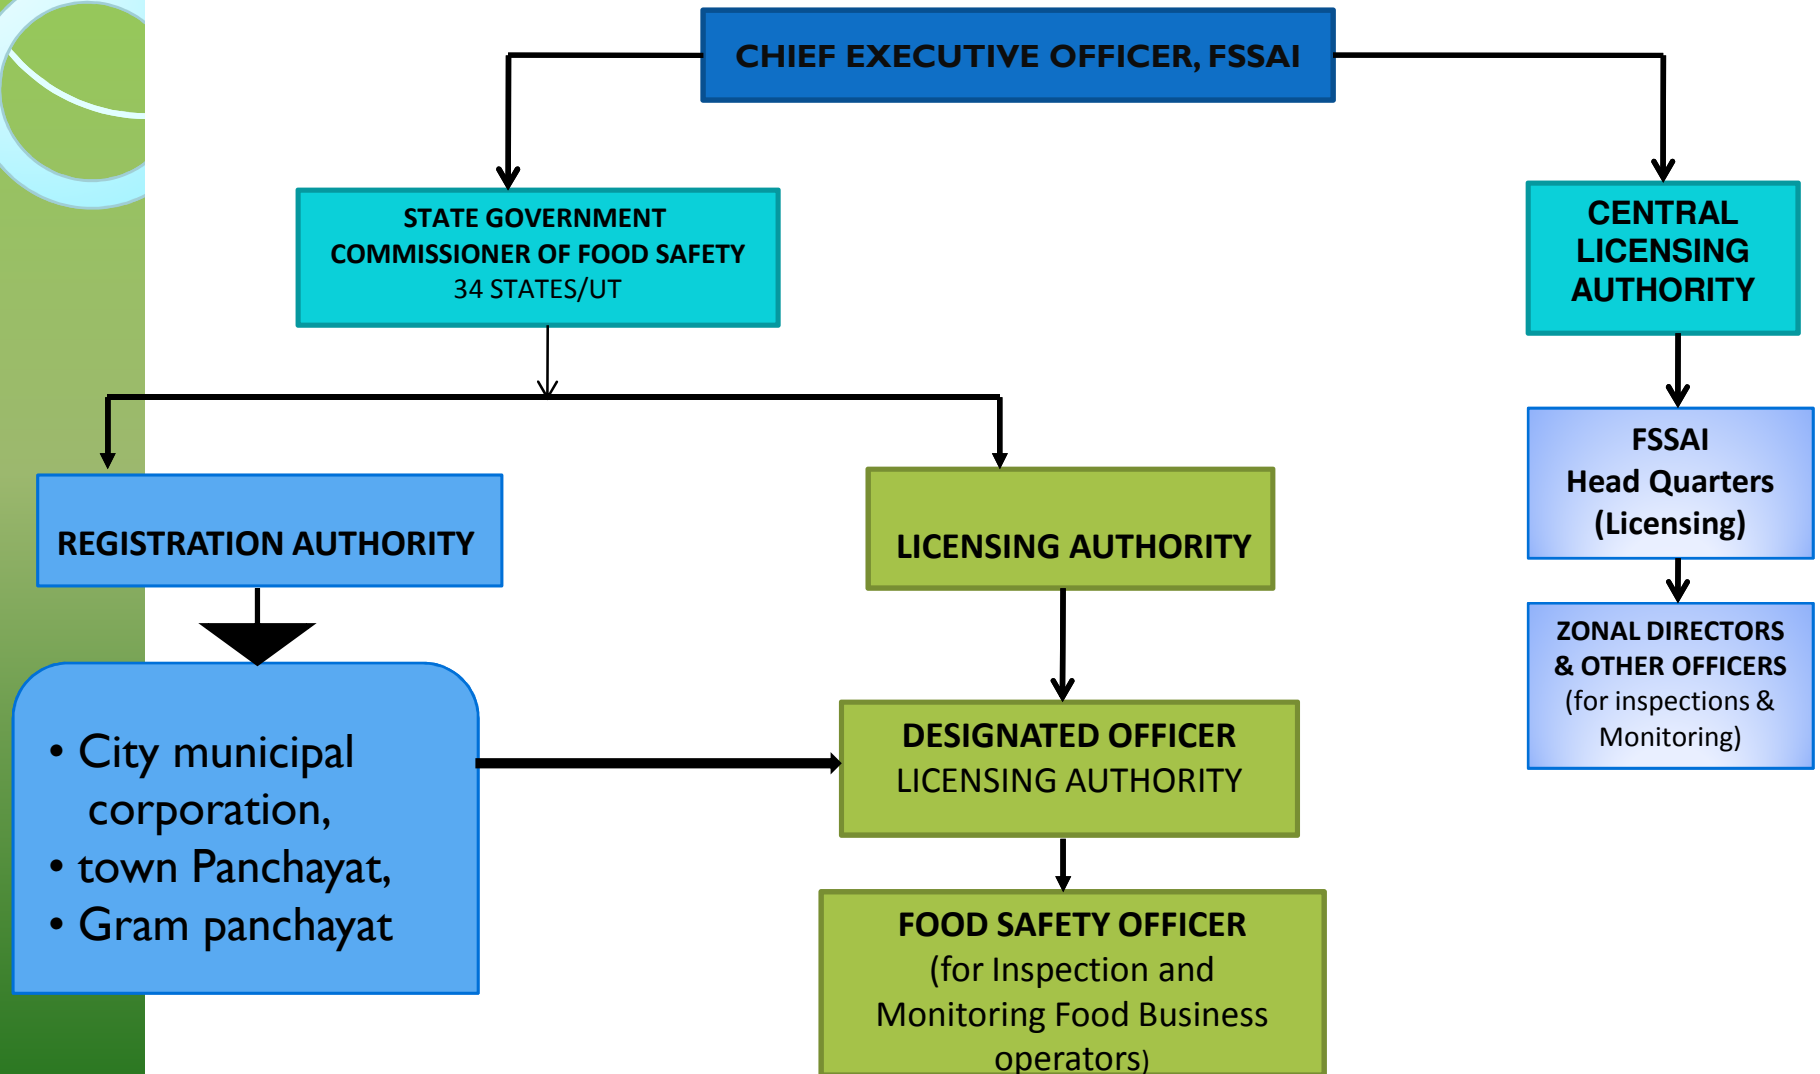 CHIEF EXECUTIVE OFFICER, FSSAI
STATE GOVERNMENT
COMMISSIONER OF FOOD SAFETY
34 STATES/UT
CENTRAL
LICENSING
AUTHORITY
REGISTRATION AUTHORITY
LICENSING AUTHORITY
FSSAI
Head Quarters
(Licensing)
• City municipal
corporation,
• town Panchayat,
• Gram panchayat
DESIGNATED OFFICER
LICENSING AUTHORITY
ZONAL DIRECTORS
& OTHER OFFICERS
(for inspections &
Monitoring)
FOOD SAFETY OFFICER
(for Inspection and
Monitoring Food Business
operators)